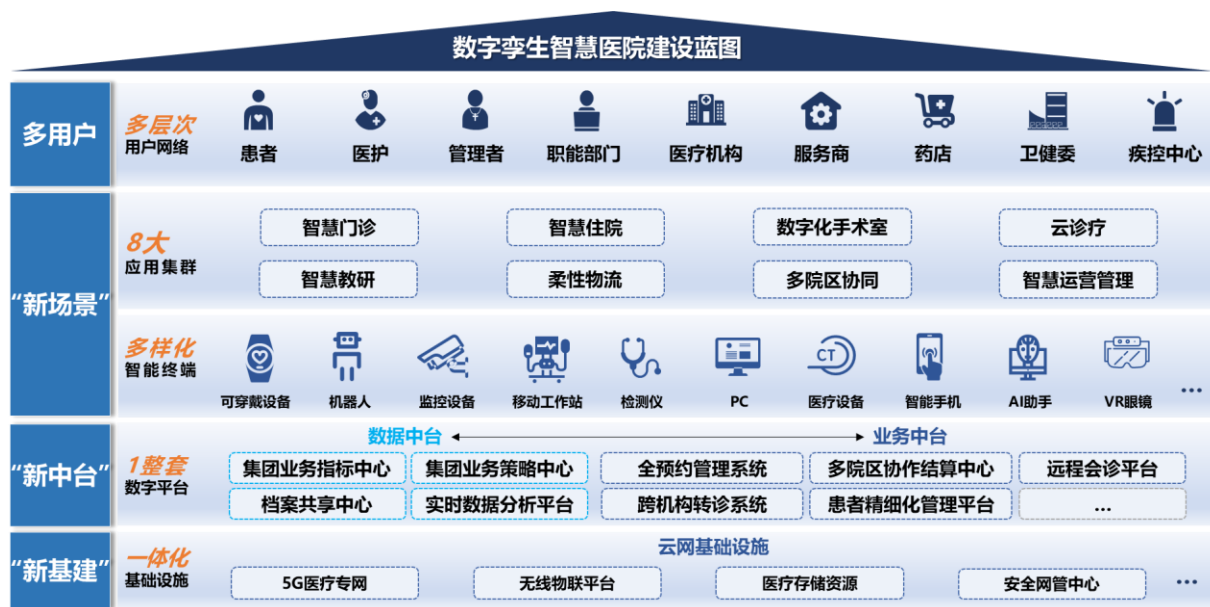 数字孪生智慧医院建设蓝图
多用户
多层次
用户网络
患者
医护
管理者
职能部门
医疗机构
服务商
药店
卫健委
疾控中心
“新场景”
8大
应用集群
智慧门诊
智慧住院
数字化手术室
云诊疗
智慧教研
柔性物流
多院区协同
智慧运营管理
多样化
智能终端
CT
可穿戴设备
机器人
监控设备
移动工作站
检测仪
PC
医疗设备
智能手机
AI助手
VR眼镜
...
“新中台”
1整套
数字平台
数据中台
业务中台
集团业务指标中心
集团业务策略中心
全预约管理系统
多院区协作结算中心
远程会诊平台
档案共享中心
实时数据分析平台
跨机构转诊系统
患者精细化管理平台
...
“新基建”
一体化
基础设施
云网基础设施
5G医疗专网
无线物联平台
医疗存储资源
安全网管中心
...